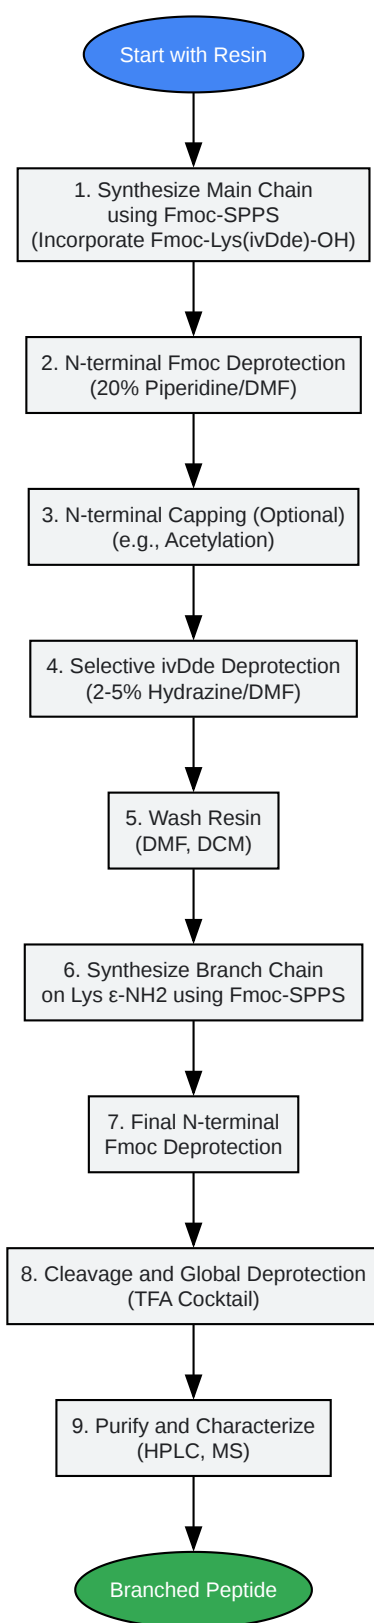 Start with Resin
1. Synthesize Main Chain
using Fmoc-SPPS
(Incorporate Fmoc-Lys(ivDde)-OH)
2. N-terminal Fmoc Deprotection
(20% Piperidine/DMF)
3. N-terminal Capping (Optional)
(e.g., Acetylation)
4. Selective ivDde Deprotection
(2-5% Hydrazine/DMF)
5. Wash Resin
(DMF, DCM)
6. Synthesize Branch Chain
on Lys ε-NH2 using Fmoc-SPPS
7. Final N-terminal
Fmoc Deprotection
8. Cleavage and Global Deprotection
(TFA Cocktail)
9. Purify and Characterize
(HPLC, MS)
Branched Peptide